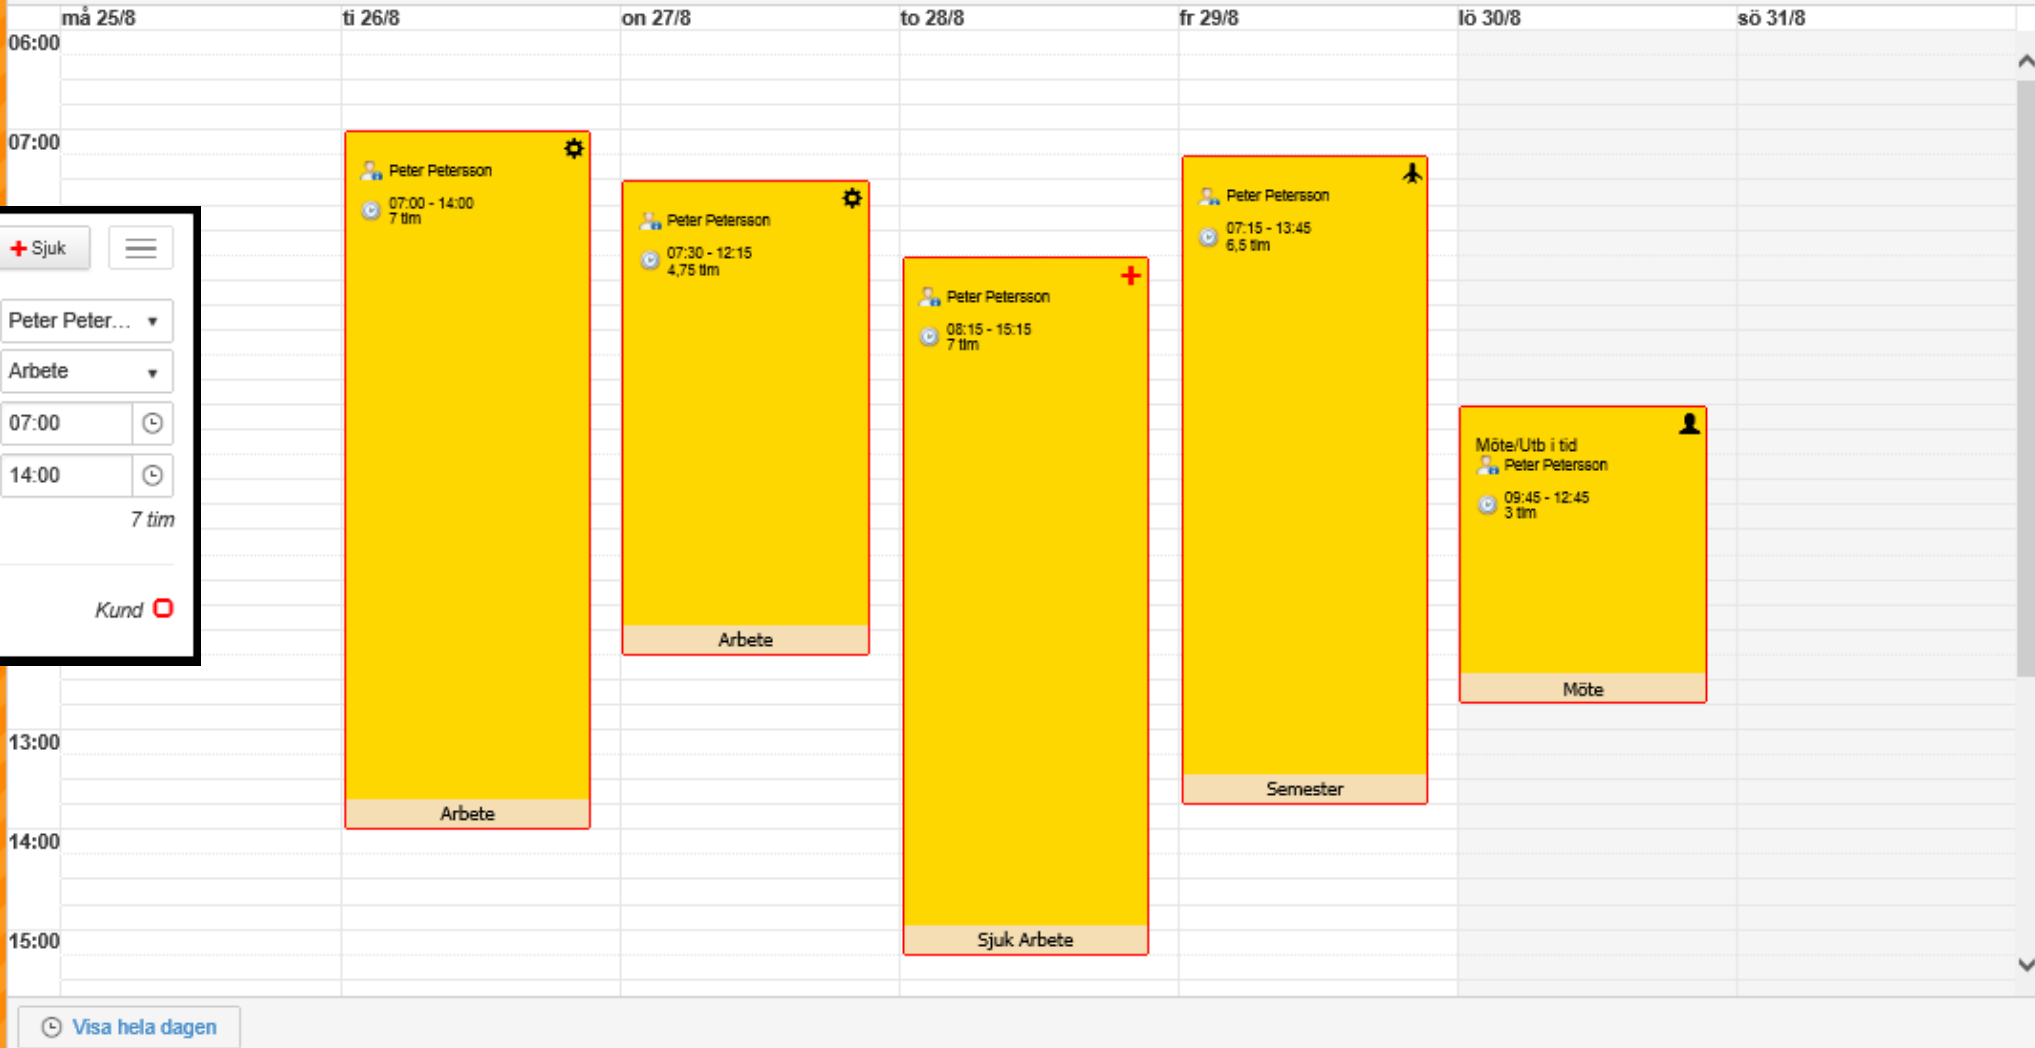 må 25/8
ti 26/8
on 27/8
to 28/8
fr 29/8
lö 30/8
sö 31/8
06:00
07:00
13:00
14:00
15:00
Sjuk
Peter Peter...
Arbete
07:00
14:00
7 tim
Kund
Peter Petersson
07:00 - 14:00
7 tim
Arbete
Peter Petersson
07:30 - 12:15
4,75 tim
Arbete
Peter Petersson
08:15 - 15:15
7 tim
Sjuk Arbete
Peter Petersson
07:15 - 13:45
6,5 tim
Semester
Möte/Utb i tid
Peter Petersson
09:45 - 12:45
3 tim
Möte
Visa hela dagen